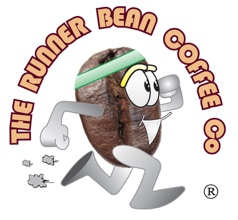 THE RUNNER BEAN COFFEE Co
®